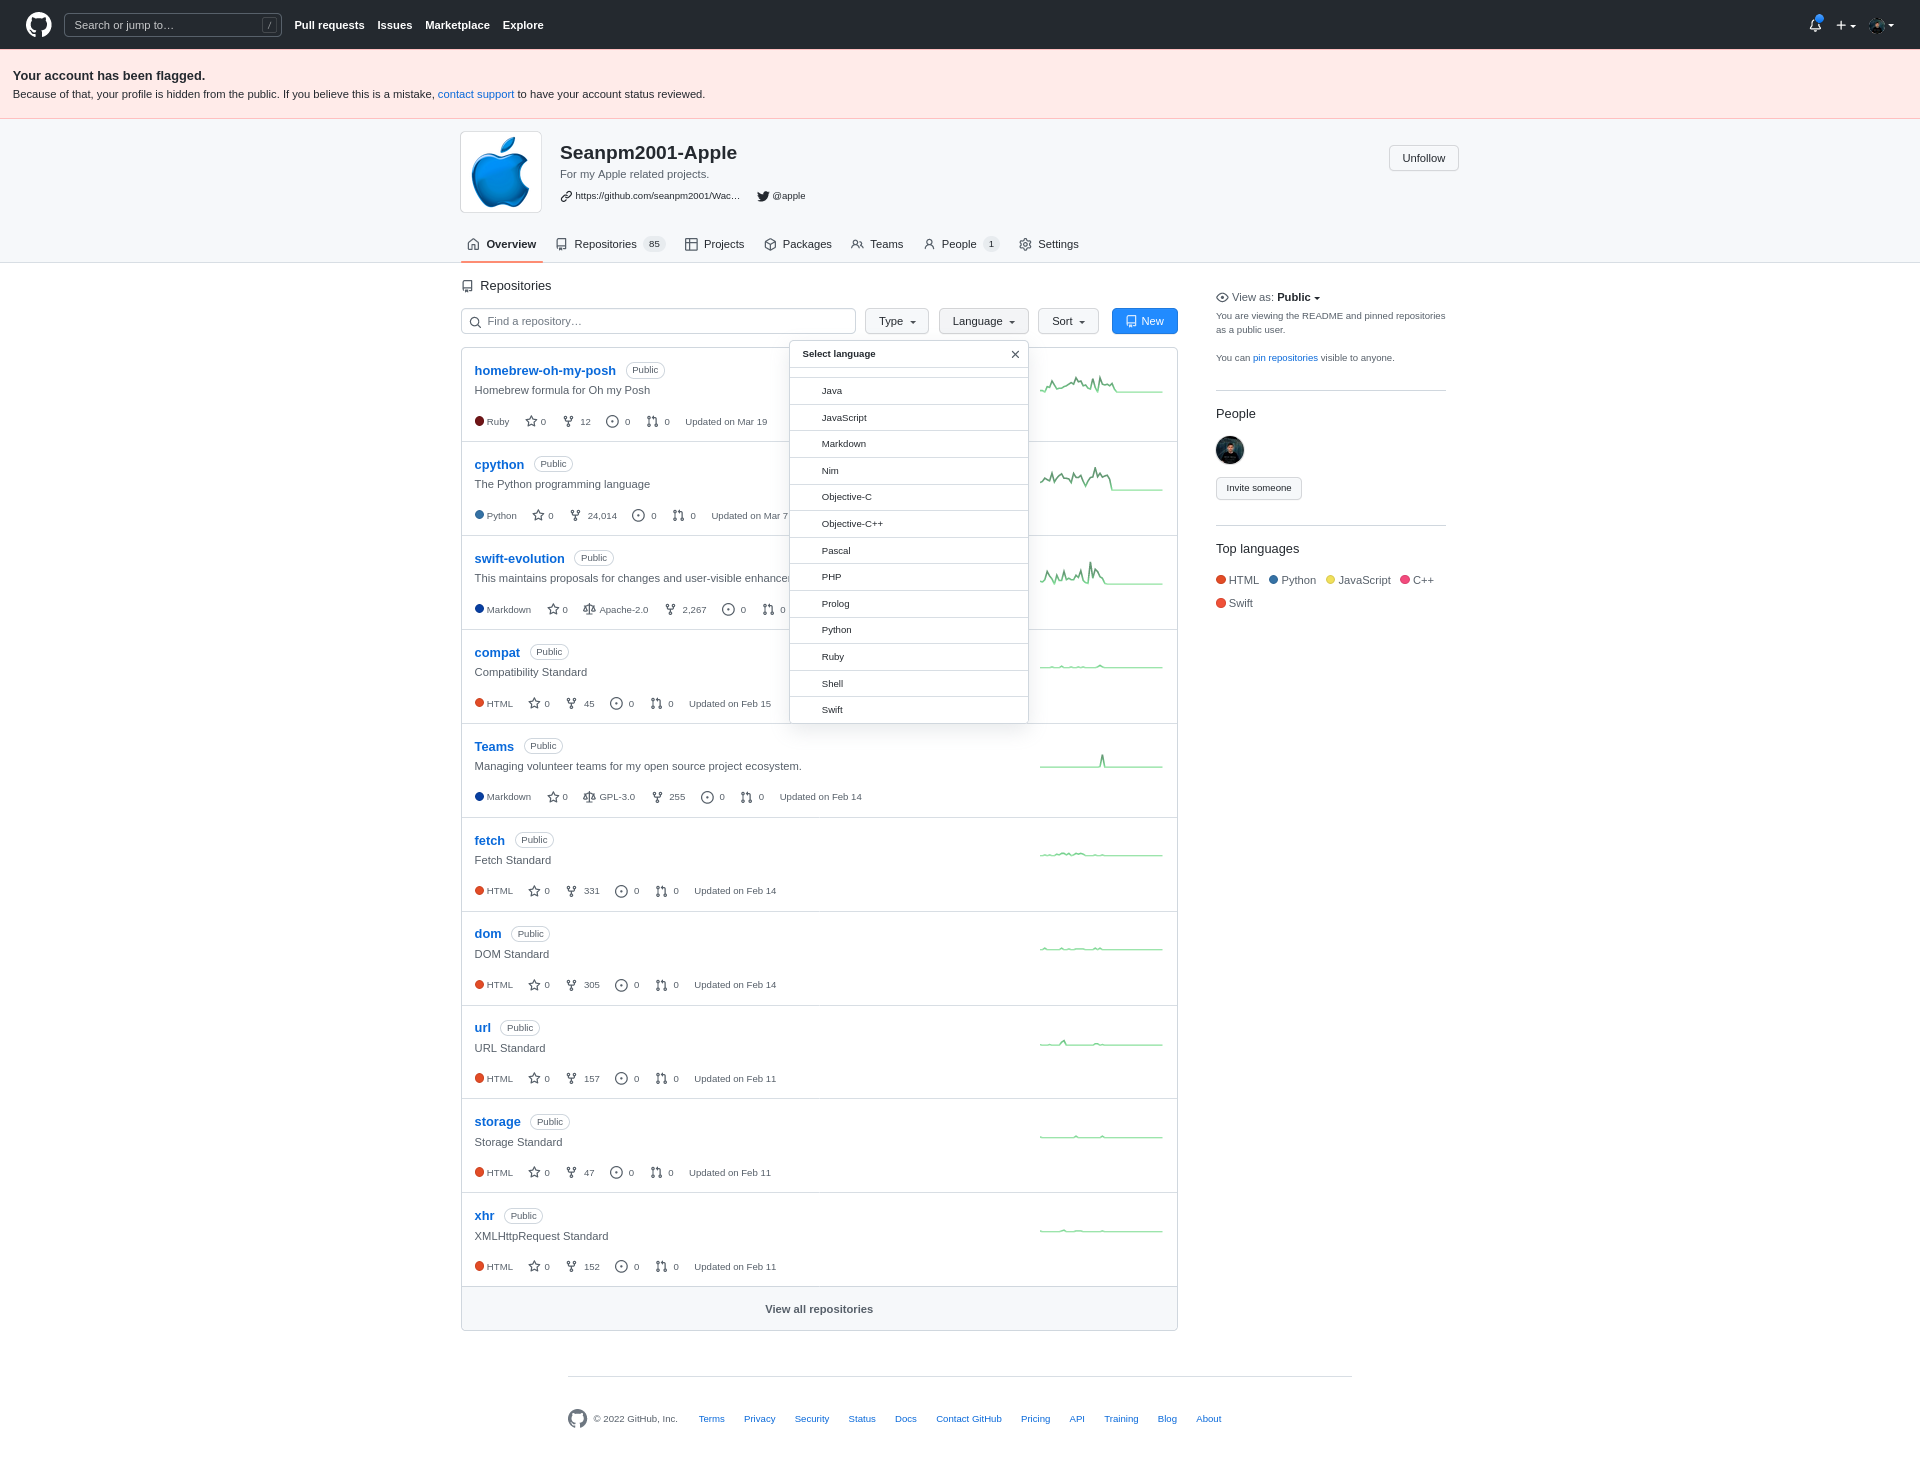 Search or jump to… /
Pull requests Issues Marketplace Explore
Your account has been flagged.
Because of that, your profile is hidden from the public. If you believe this is a mistake, contact support to have your account status reviewed.
Seanpm2001-Apple
Unfollow
For my Apple related projects.
https://github.com/seanpm2001/Wac… @apple
Overview Repositories 85 Projects Packages Teams People 1 Settings
Repositories
Find a repository… Type Language Sort New
Select language
Java
JavaScript
Markdown
Nim
Objective-C
Objective-C++
Pascal
PHP
Prolog
Python
Ruby
Shell
Swift
homebrew-oh-my-posh Public
Homebrew formula for Oh my Posh
Ruby 0 12 0 0 Updated on Mar 19
cpython Public
The Python programming language
Python 0 24,014 0 0 Updated on Mar 7
swift-evolution Public
This maintains proposals for changes and user-visible
Markdown 0 Apache-2.0 2,267 0 0
compat Public
Compatibility Standard
HTML 0 45 0 0 Updated on Feb 15
Teams Public
Managing volunteer teams for my open source project ecosystem.
Markdown 0 GPL-3.0 255 0 0 Updated on Feb 14
fetch Public
Fetch Standard
HTML 0 331 0 0 Updated on Feb 14
dom Public
DOM Standard
HTML 0 305 0 0 Updated on Feb 14
url Public
URL Standard
HTML 0 157 0 0 Updated on Feb 11
storage Public
Storage Standard
HTML 0 47 0 0 Updated on Feb 11
xhr Public
XMLHttpRequest Standard
HTML 0 152 0 0 Updated on Feb 11
View all repositories
View as: Public
You are viewing the README and pinned repositories
as a public user.
You can pin repositories visible to anyone.
People
Invite someone
Top languages
HTML Python JavaScript C++
Swift
© 2022 GitHub, Inc. Terms Privacy Security Status Docs Contact GitHub Pricing API Training Blog About